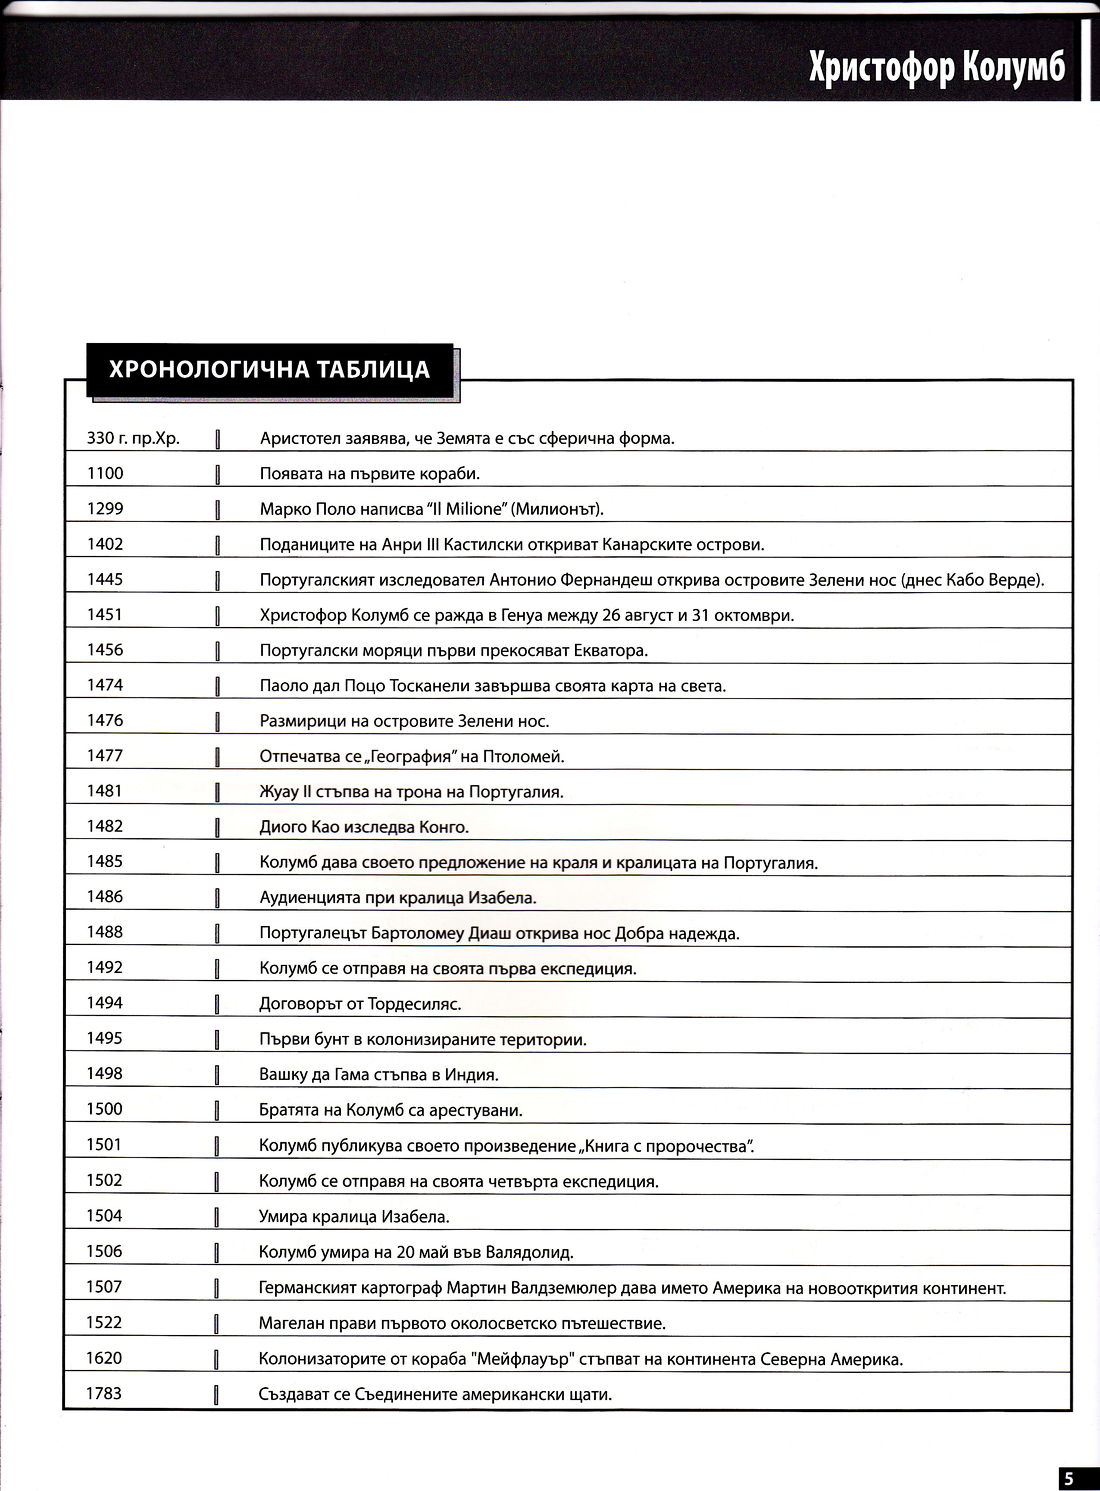 Христофор Колумб
ХРОНОЛОГИЧНА ТАБЛИЦА
330 г. пр.Хр. Аристотел заявява, че Земята е със сферична форма.
1100 Появата на първите кораби.
1299 Марко Поло написва “Il Milione” (Милионът).
1402 Поданиците на Анри III Кастилски откриват Канарските острови.
1445 Португалският изследовател Антонио Фернандеш открива островите Зелени нос (днес Кабо Верде).
1451 Христофор Колумб се ражда в Генуа между 26 август и 31 октомври.
1456 Португалски моряци първи прекосяват Екватора.
1474 Паоло дал Поцо Тосканели завършва своята карта на света.
1476 Размирици на островите Зелени нос.
1477 Отпечатва се „География” на Птоломей.
1481 Жуау II стъпва на трона на Португалия.
1482 Диого Као изследва Конго.
1485 Колумб дава своето предложение на краля и кралицата на Португалия.
1486 Аудиенцията при кралица Изабела.
1488 Португалецът Бартоломеу Диаш открива нос Добра надежда.
1492 Колумб се отправя на своята първа експедиция.
1494 Договорът от Тордесиляс.
1495 Първи бунт в колонизираните територии.
1498 Вашку да Гама стъпва в Индия.
1500 Братята на Колумб са арестувани.
1501 Колумб публикува своето произведение „Книга с пророчества”.
1502 Колумб се отправя на своята четвърта експедиция.
1504 Умира кралица Изабела.
1506 Колумб умира на 20 май във Валядолид.
1507 Германският картограф Мартин Валдземюлер дава името Америка на новооткрития континент.
1522 Магелан прави първото околосветско пътешествие.
1620 Колонизаторите от кораба "Мейфлауър" стъпват на континента Северна Америка.
1783 Създават се Съединените американски щати.
5